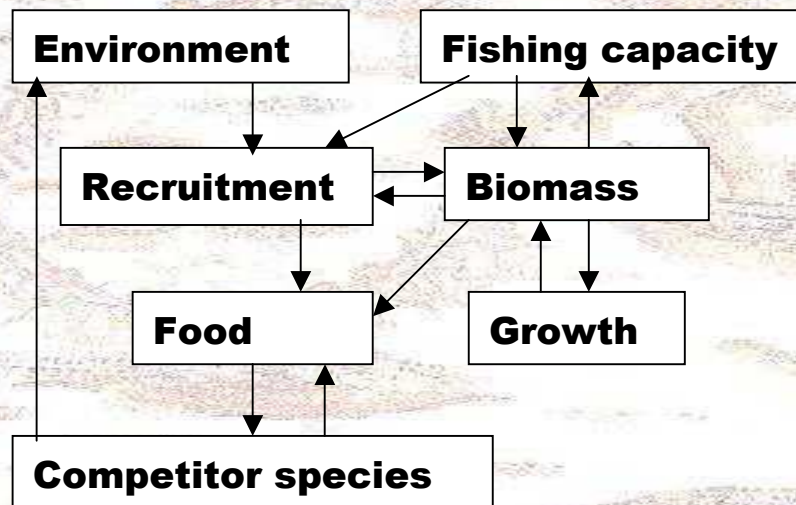 Environment
Fishing capacity
Recruitment
Biomass
Food
Growth
Competitor species